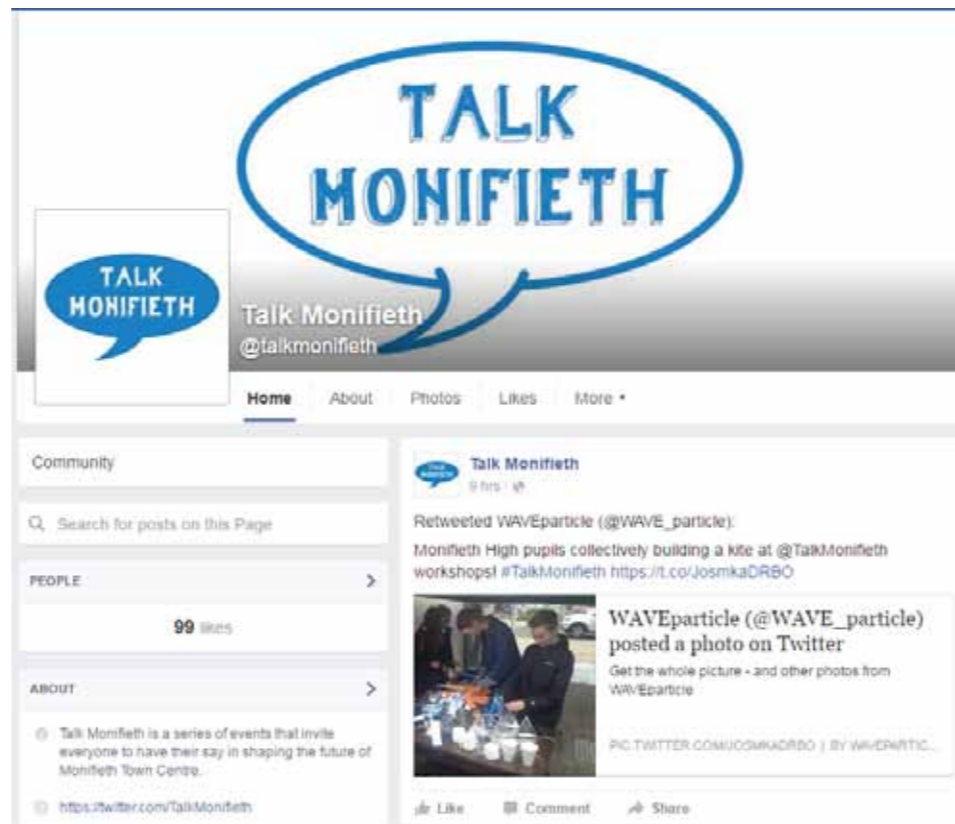 TALK
MONIFIETH
TALK
MONIFIETH
Talk Monifieth
@talkmonifieth
Home About Photos Likes More
Community
Search for posts on this Page
PEOPLE
99 likes
ABOUT
Talk Monifieth is a series of events that invite
everyone to have their say in shaping the future of
Monifieth Town Centre.
https://twitter.com/TalkMonifieth
Talk Monifieth
9 hrs
Retweeted WAVEparticle (@WAVE_particle):
Monifieth High pupils collectively building a kite at @TalkMonifieth
workshops! #TalkMonifieth https://t.co/JosmkaDRBO
WAVEparticle (@WAVE_particle)
posted a photo on Twitter
Get the whole picture - and other photos from
WAVEparticle
PIC.TWITTER.COM/JOSMKADRBO | BY WAVEPARTIC...
Like Comment Share